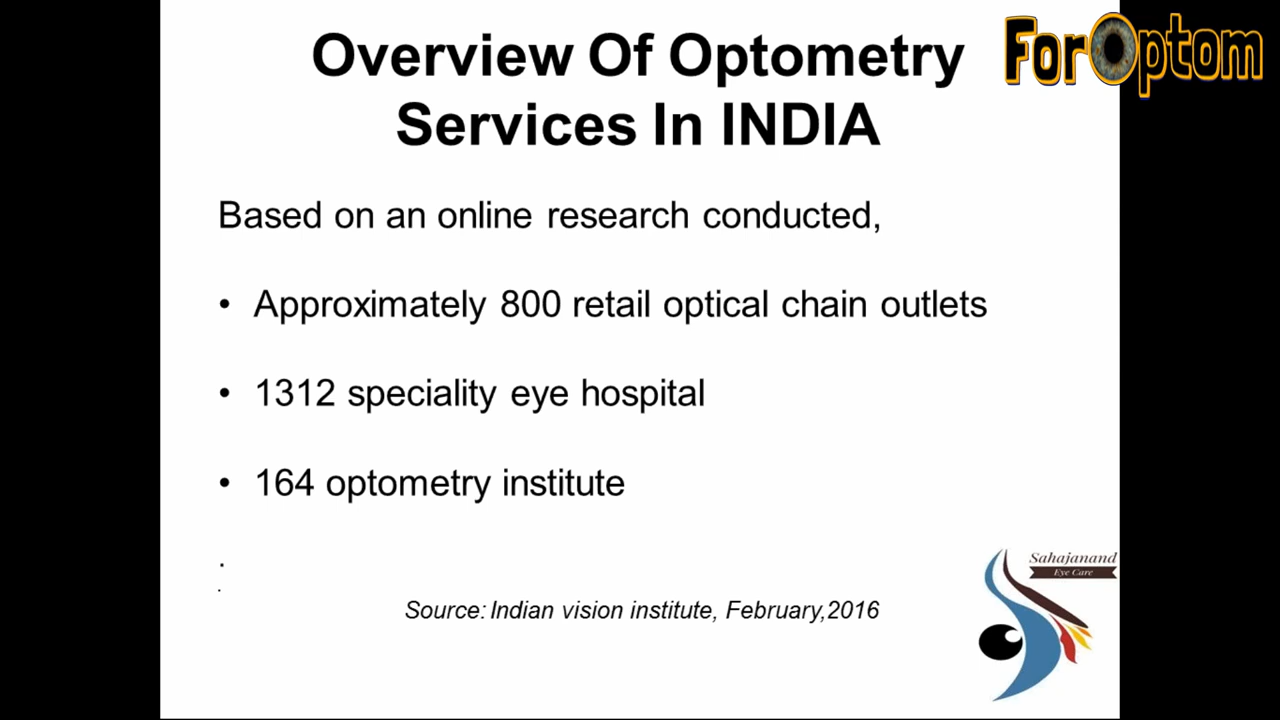 Overview Of Optometry
Services In INDIA
ForOptom
Based on an online research conducted,
• Approximately 800 retail optical chain outlets
• 1312 speciality eye hospital
• 164 optometry institute
.
.
Source: Indian vision institute, February,2016
Sahajanand
Eye Care